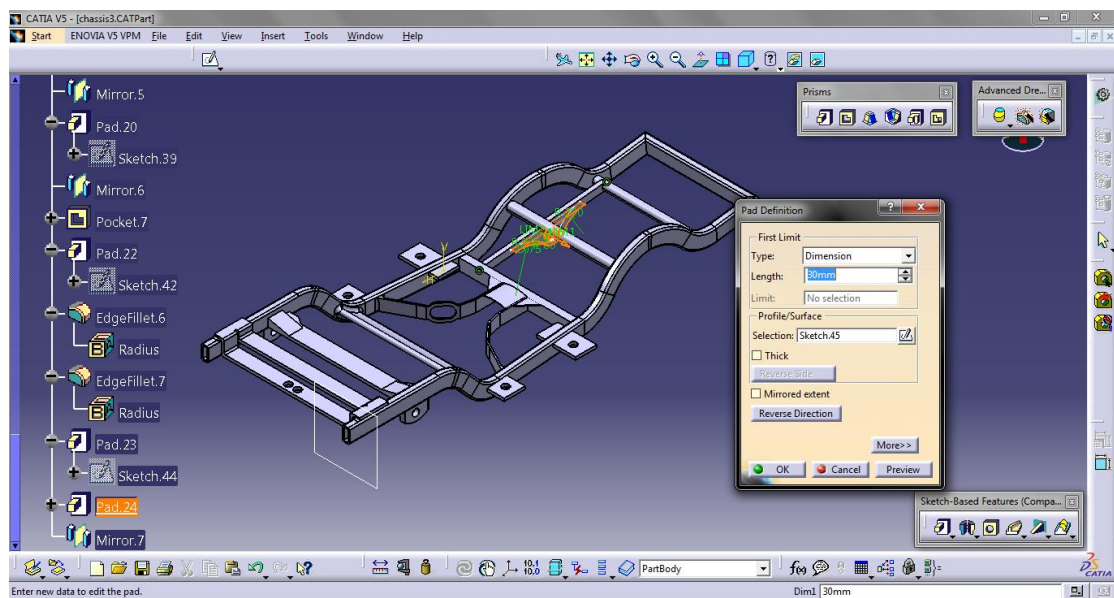 CATIA V5 - [chassis3.CATPart]
Start ENOVIA V5 VPM File Edit View Insert Tools Window Help
Mirror.5
Pad.20
Sketch.39
Mirror.6
Pocket.7
Pad.22
Sketch.42
EdgeFillet.6
Radius
EdgeFillet.7
Radius
Pad.23
Sketch.44
Pad.24
Mirror.7
Prisms
Advanced Dre...
Pad Definition
First Limit
Type: Dimension
Length: 30mm
Limit: No selection
Profile/Surface
Selection: Sketch.45
Thick
Reverse Side
Mirrored extent
Reverse Direction
More>>
OK Cancel Preview
Sketch-Based Features (Compa...
PartBody
CATIA
Enter new data to edit the pad.
Dim1 30mm